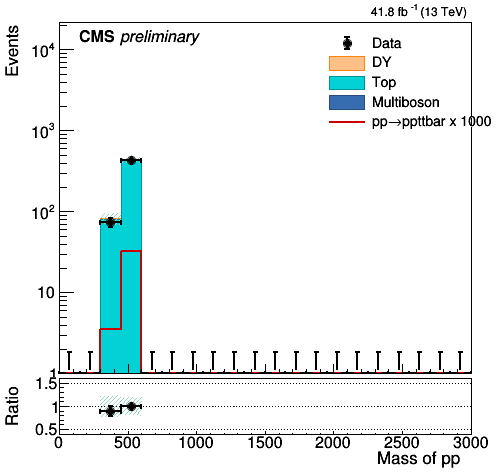 41.8 fb⁻¹ (13 TeV)
CMS preliminary
Events
Data
DY
Top
Multiboson
pp→ppttbar x 1000
10⁴
10³
10²
10
1
Ratio
1.5
1
0.5
0 500 1000 1500 2000 2500 3000
Mass of pp